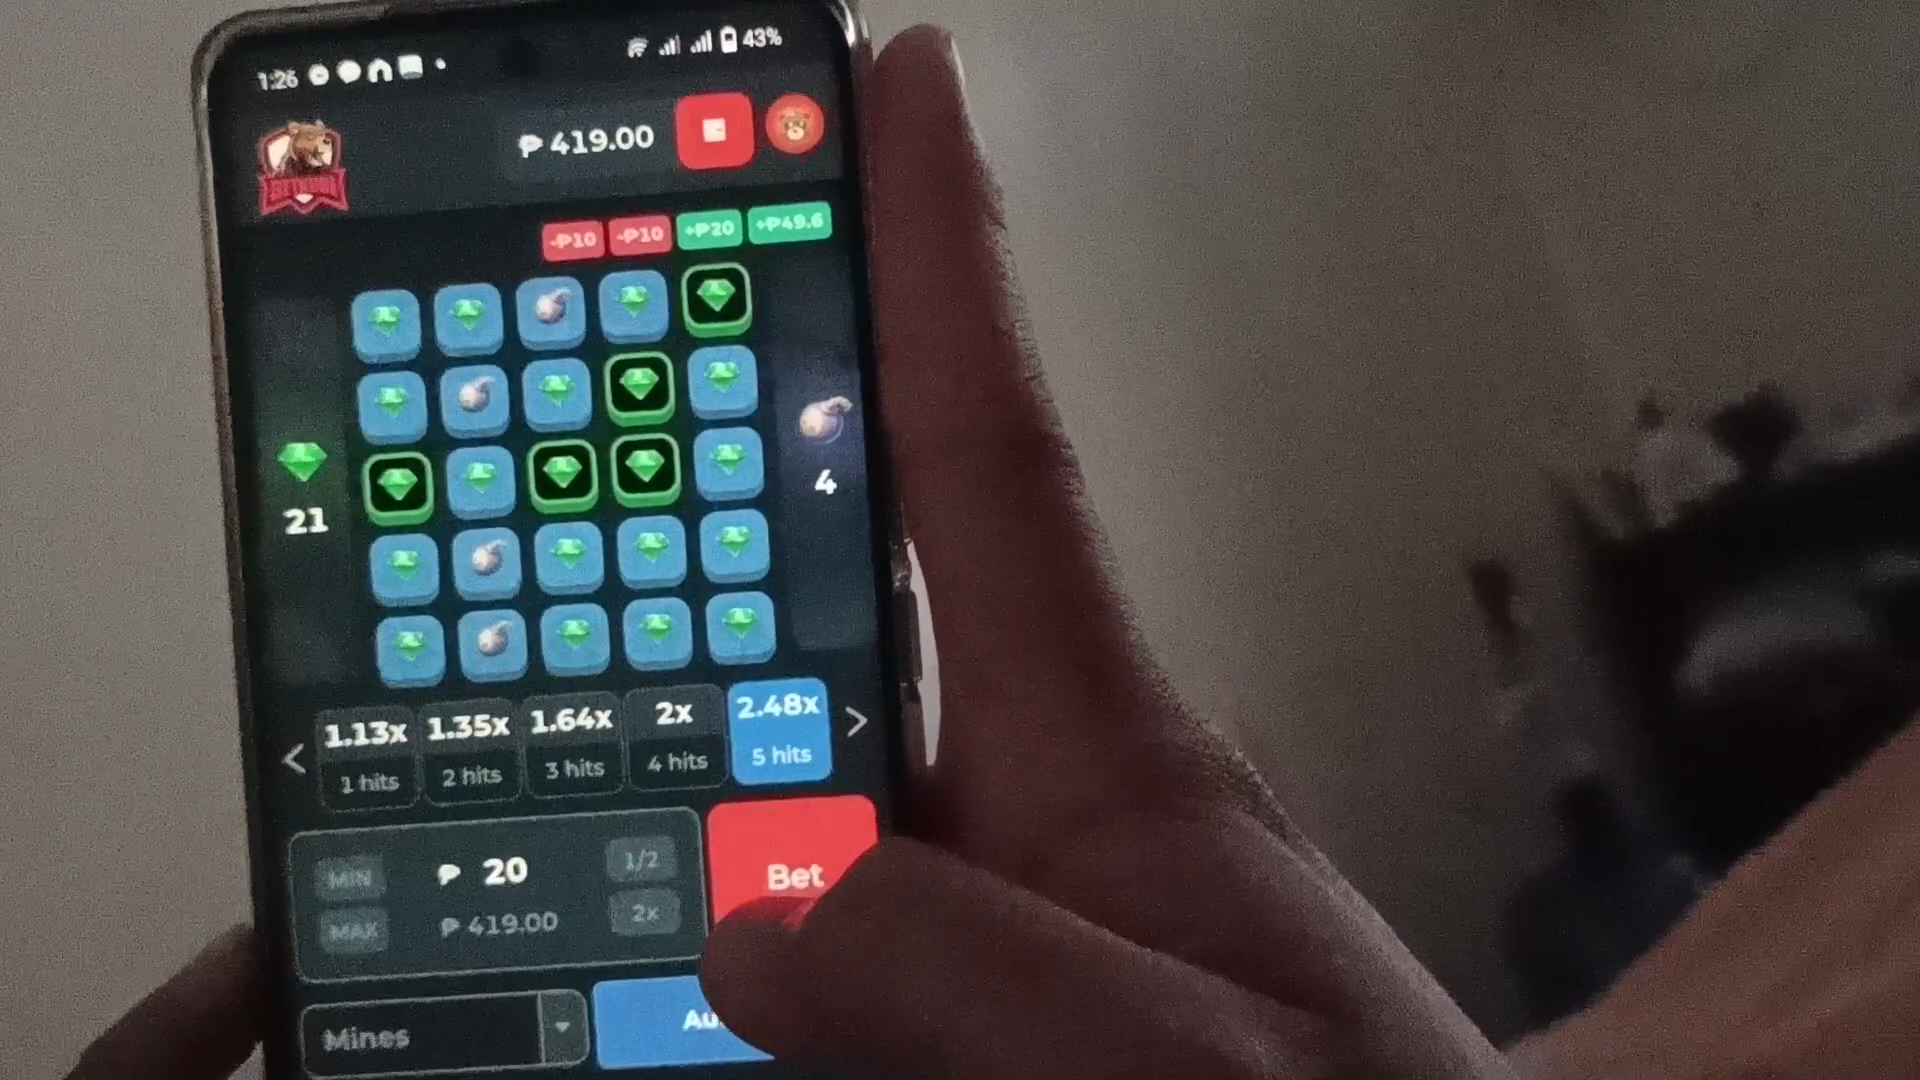 1:26 43%
₱ 419.00
-₱10 -₱10 +₱20 +₱49.6
21
4
1.13x 1.35x 1.64x 2x 2.48x
1 hits 2 hits 3 hits 4 hits 5 hits
MIN ₱ 20 1/2
MAX ₱ 419.00 2x
Bet
Mines